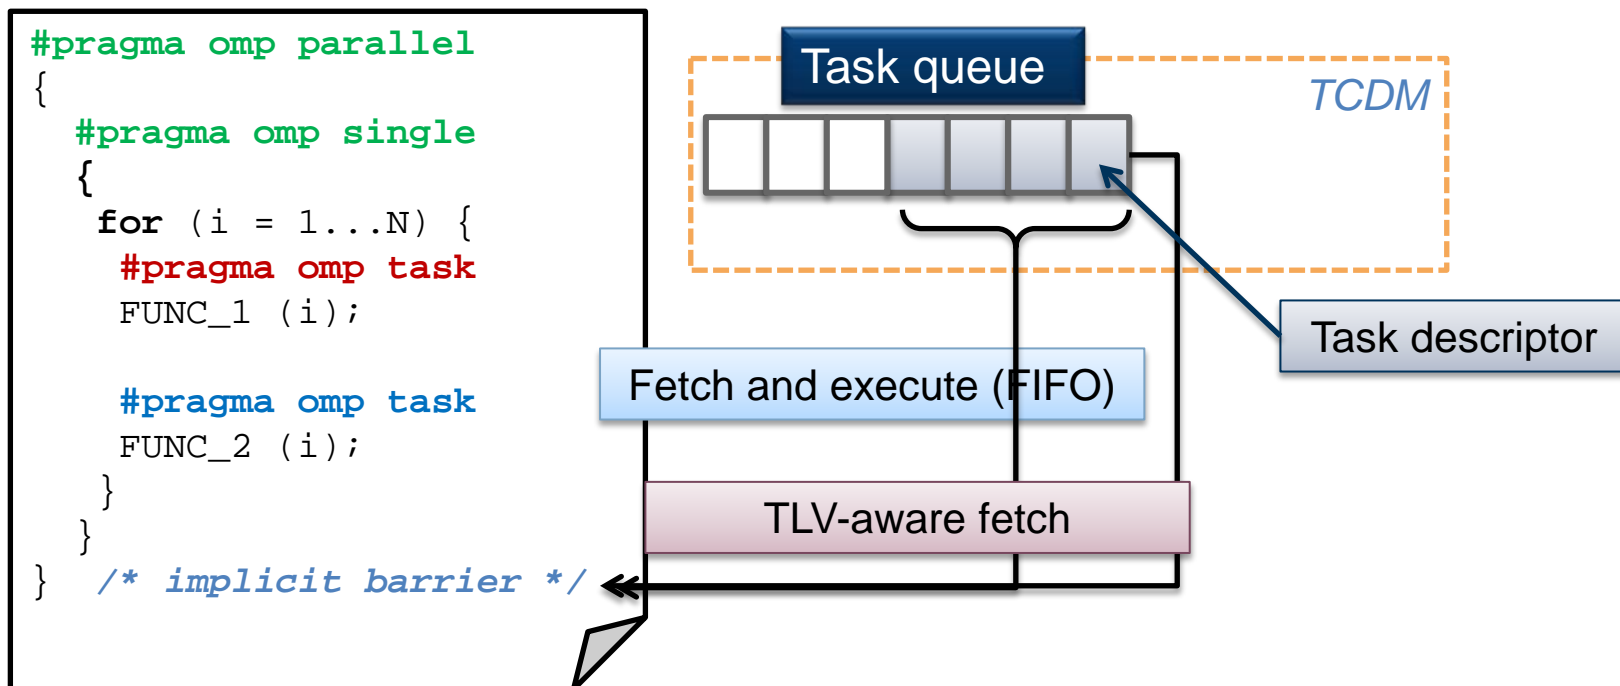 #pragma omp parallel
{
#pragma omp single
{
for (i = 1...N) {
#pragma omp task
FUNC_1 (i);
#pragma omp task
FUNC_2 (i);
}
}
} /* implicit barrier */
Task queue
TCDM
Task descriptor
Fetch and execute (FIFO)
TLV-aware fetch